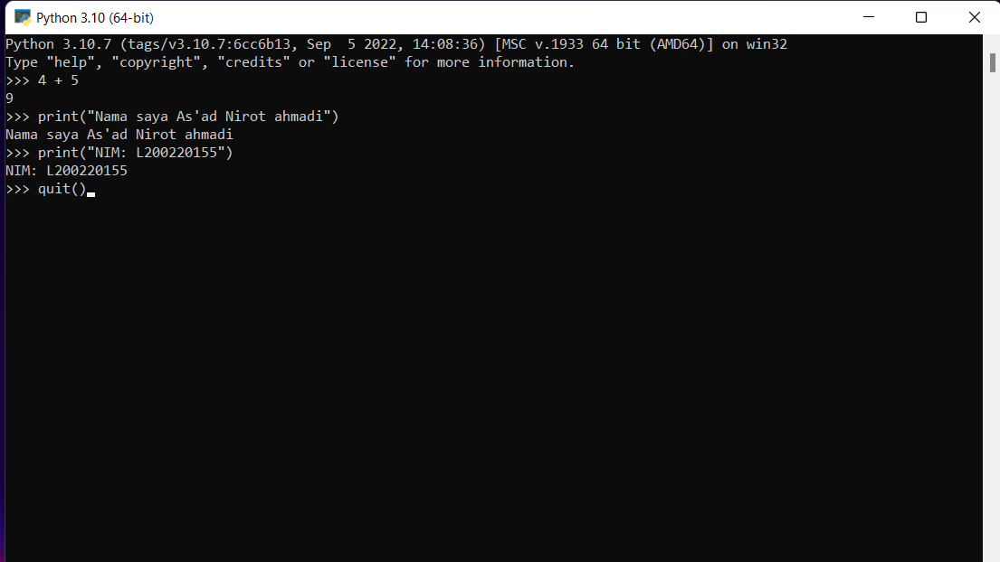 Python 3.10 (64-bit)
Python 3.10.7 (tags/v3.10.7:6cc6b13, Sep  5 2022, 14:08:36) [MSC v.1933 64 bit (AMD64)] on win32
Type "help", "copyright", "credits" or "license" for more information.
>>> 4 + 5
9
>>> print("Nama saya As'ad Nirot ahmadi")
Nama saya As'ad Nirot ahmadi
>>> print("NIM: L200220155")
NIM: L200220155
>>> quit()